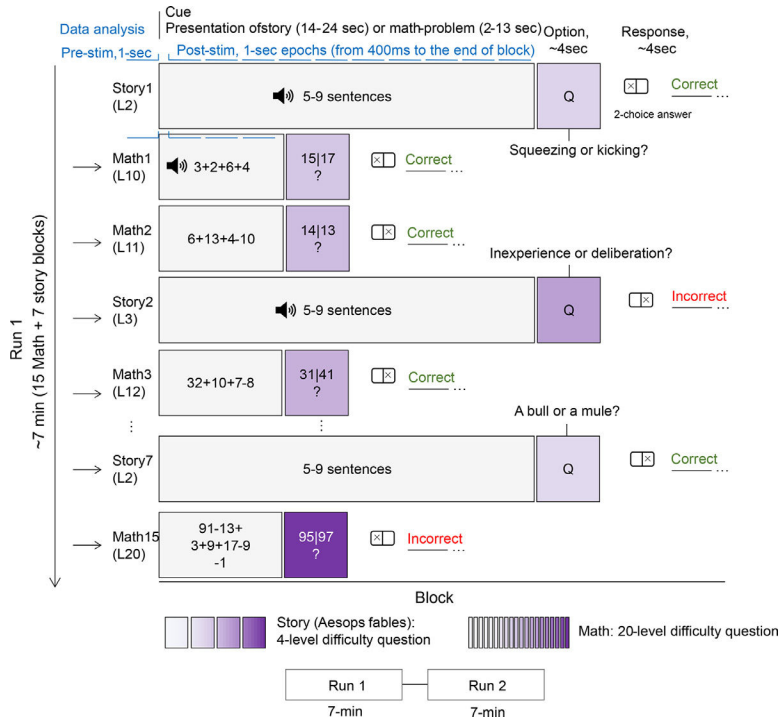 Data analysis
Cue
Presentation ofstory (14-24 sec) or math-problem (2-13 sec)
Option,
~4sec
Response,
~4sec
Pre-stim,1-sec
Post-stim, 1-sec epochs (from 400ms to the end of block)
Story1
(L2)
5-9 sentences
Q
Correct
...
2-choice answer
Squeezing or kicking?
Math1
(L10)
3+2+6+4
15|17
?
Correct
...
Math2
(L11)
6+13+4-10
14|13
?
Correct
...
Inexperience or deliberation?
Story2
(L3)
5-9 sentences
Q
Incorrect
...
Math3
(L12)
32+10+7-8
31|41
?
Correct
...
A bull or a mule?
Story7
(L2)
5-9 sentences
Q
Correct
...
Math15
(L20)
91-13+
3+9+17-9
-1
95|97
?
Incorrect
...
Run 1
~7 min (15 Math + 7 story blocks)
Block
Story (Aesops fables):
4-level difficulty question
Math: 20-level difficulty question
Run 1
Run 2
7-min
7-min